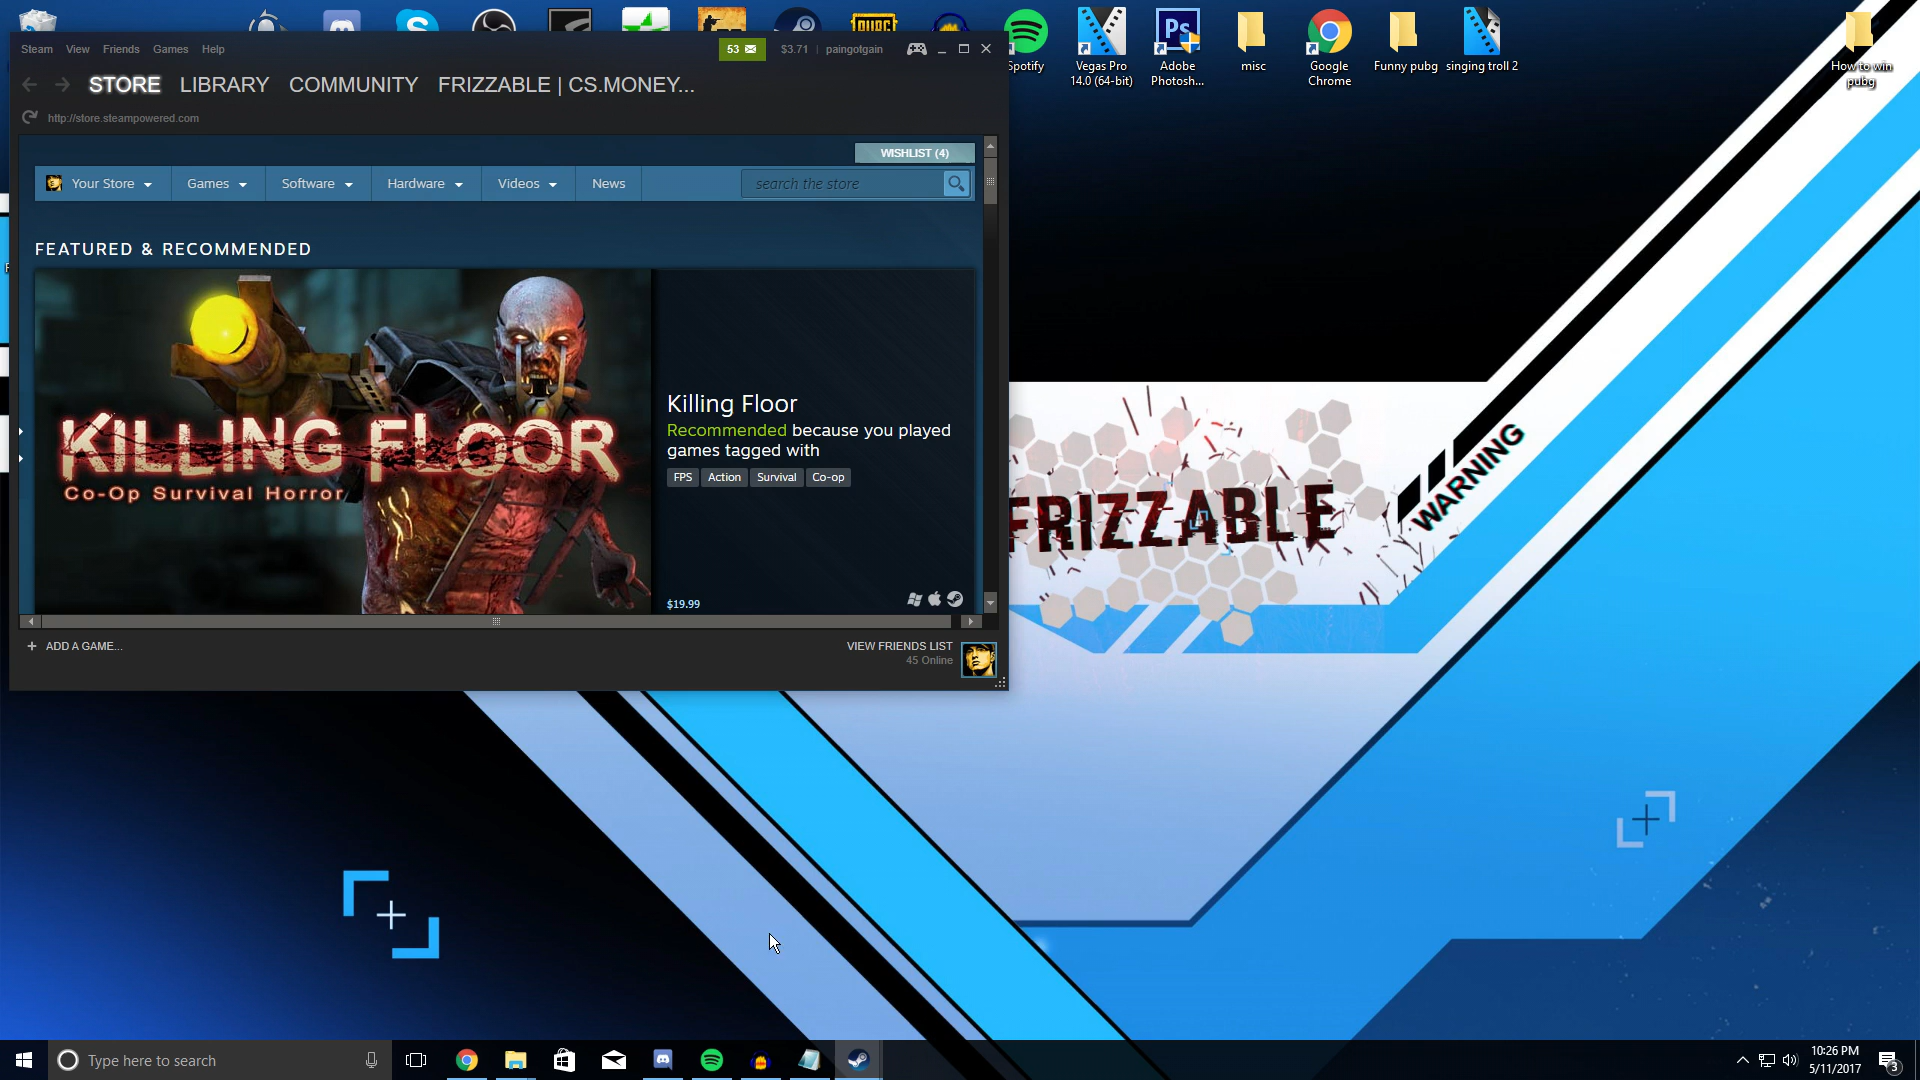 Spotify
Vegas Pro
14.0 (64-bit)
Adobe
Photosh...
misc
Google
Chrome
Funny pubg
singing troll 2
How to win
pubg
Steam View Friends Games Help
53 $3.71 | paingotgain
STORE LIBRARY COMMUNITY FRIZZABLE | CS.MONEY...
http://store.steampowered.com
WISHLIST (4)
Your Store Games Software Hardware Videos News search the store
FEATURED & RECOMMENDED
KILLING FLOOR
Co-Op Survival Horror
Killing Floor
Recommended because you played
games tagged with
FPS Action Survival Co-op
$19.99
+ ADD A GAME...
VIEW FRIENDS LIST
45 Online
FRIZZABLE
WARNING
Type here to search
10:26 PM
5/11/2017
3